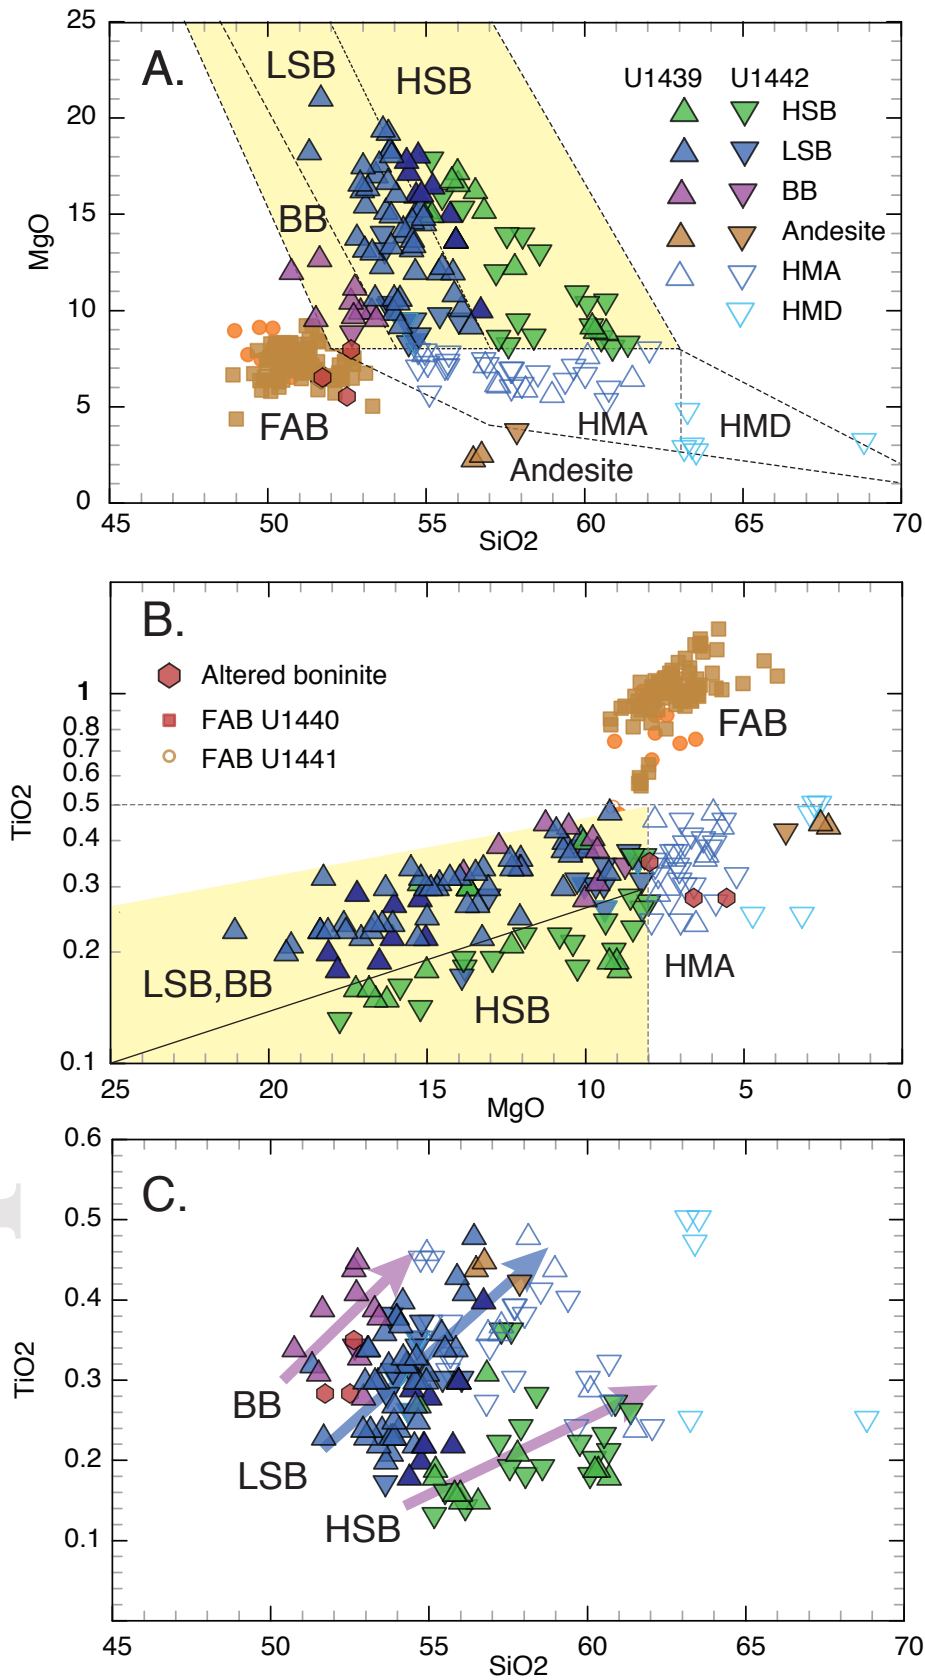 25
A.
LSB
HSB
U1439 U1442
HSB
20
LSB
BB
15
BB
Andesite
MgO
HMA
10
HMD
5
FAB
HMA
HMD
Andesite
0
45 50 55 60 65 70
SiO2
B.
Altered boninite
1
FAB U1440
FAB
0.8
FAB U1441
0.7
0.6
0.5
TiO2
0.4
0.3
0.2
LSB,BB
HMA
HSB
0.1
25 20 15 10 5 0
MgO
0.6
C.
0.5
0.4
TiO2
0.3
BB
0.2
LSB
HSB
0.1
45 50 55 60 65 70
SiO2